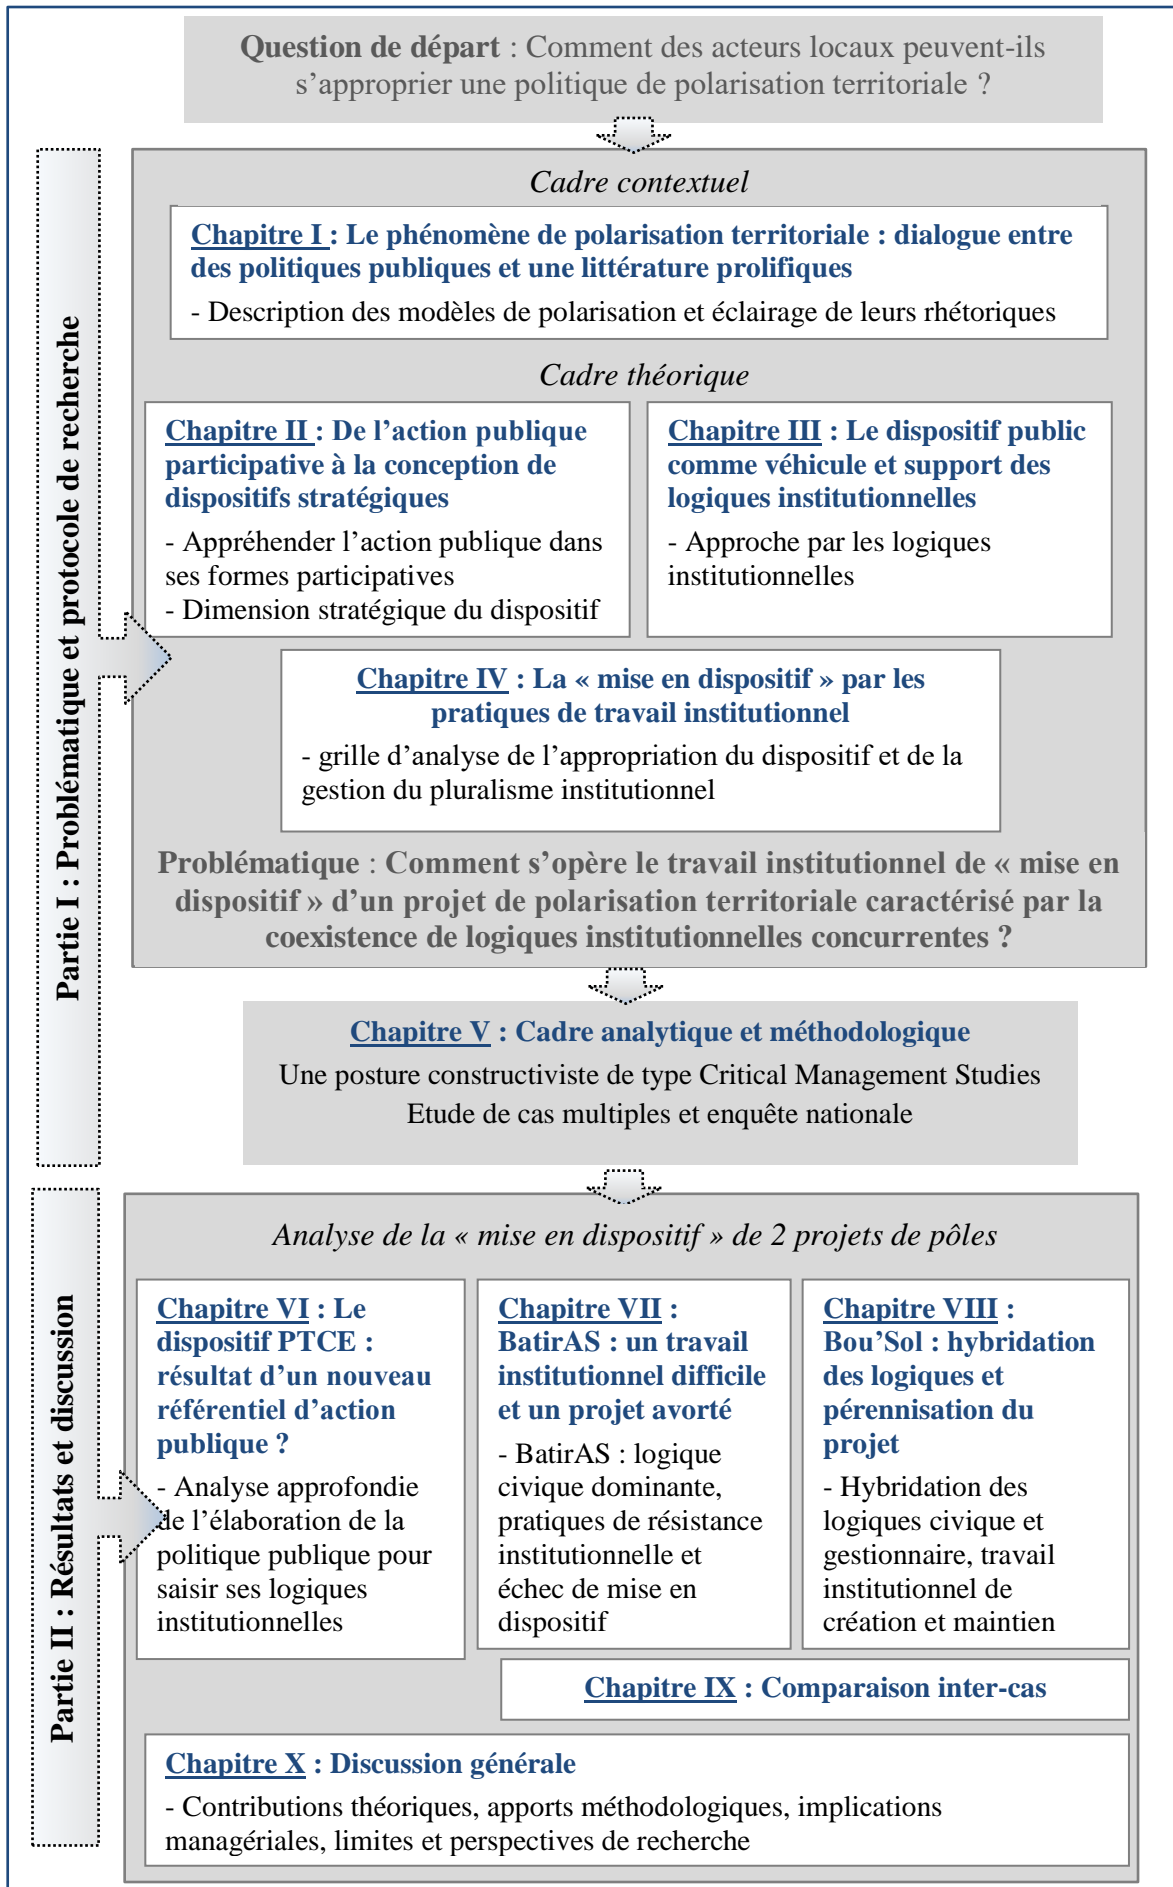 Question de départ : Comment des acteurs locaux peuvent-ils
s'approprier une politique de polarisation territoriale ?
Partie I : Problématique et protocole de recherche
Cadre contextuel
Chapitre I : Le phénomène de polarisation territoriale : dialogue entre
des politiques publiques et une littérature prolifiques
- Description des modèles de polarisation et éclairage de leurs rhétoriques
Cadre théorique
Chapitre II : De l'action publique
participative à la conception de
dispositifs stratégiques
- Appréhender l'action publique dans
ses formes participatives
- Dimension stratégique du dispositif
Chapitre III : Le dispositif public
comme véhicule et support des
logiques institutionnelles
- Approche par les logiques
institutionnelles
Chapitre IV : La « mise en dispositif » par les
pratiques de travail institutionnel
- grille d'analyse de l'appropriation du dispositif et de la
gestion du pluralisme institutionnel
Problématique : Comment s'opère le travail institutionnel de « mise en
dispositif » d'un projet de polarisation territoriale caractérisé par la
coexistence de logiques institutionnelles concurrentes ?
Chapitre V : Cadre analytique et méthodologique
Une posture constructiviste de type Critical Management Studies
Etude de cas multiples et enquête nationale
Partie II : Résultats et discussion
Analyse de la « mise en dispositif » de 2 projets de pôles
Chapitre VI : Le
dispositif PTCE :
résultat d'un nouveau
référentiel d'action
publique ?
- Analyse approfondie
de l'élaboration de la
politique publique pour
saisir ses logiques
institutionnelles
Chapitre VII :
BatirAS : un travail
institutionnel difficile
et un projet avorté
- BatirAS : logique
civique dominante,
pratiques de résistance
institutionnelle et
échec de mise en
dispositif
Chapitre VIII :
Bou'Sol : hybridation
des logiques et
pérennisation du
projet
- Hybridation des
logiques civique et
gestionnaire, travail
institutionnel de
création et maintien
Chapitre IX : Comparaison inter-cas
Chapitre X : Discussion générale
- Contributions théoriques, apports méthodologiques, implications
managériales, limites et perspectives de recherche